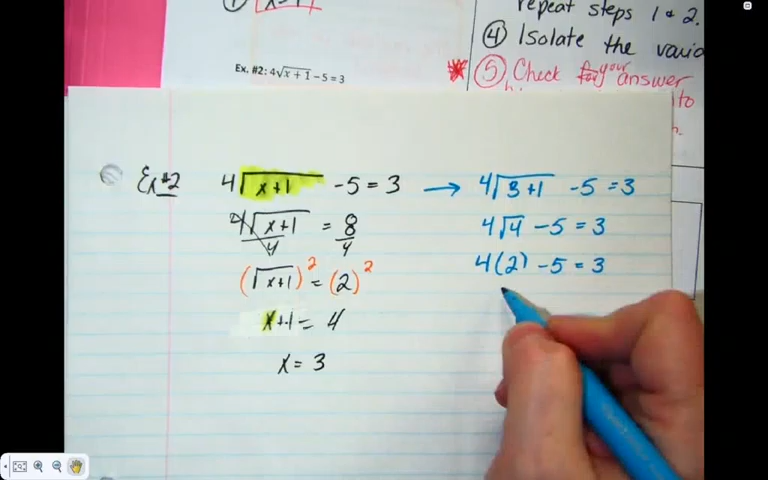 repeat steps 1 & 2.
④ Isolate the varia
Ex. #2: 4√x + 1 – 5 = 3
⑤ Check for your answer
to
Ex #2 4√x+1 -5 = 3 → 4√3+1 -5 = 3
4√x+1 = 8 4√4 -5 = 3
4 4
(√x+1)² = (2)² 4(2) -5 = 3
x+1 = 4
x = 3